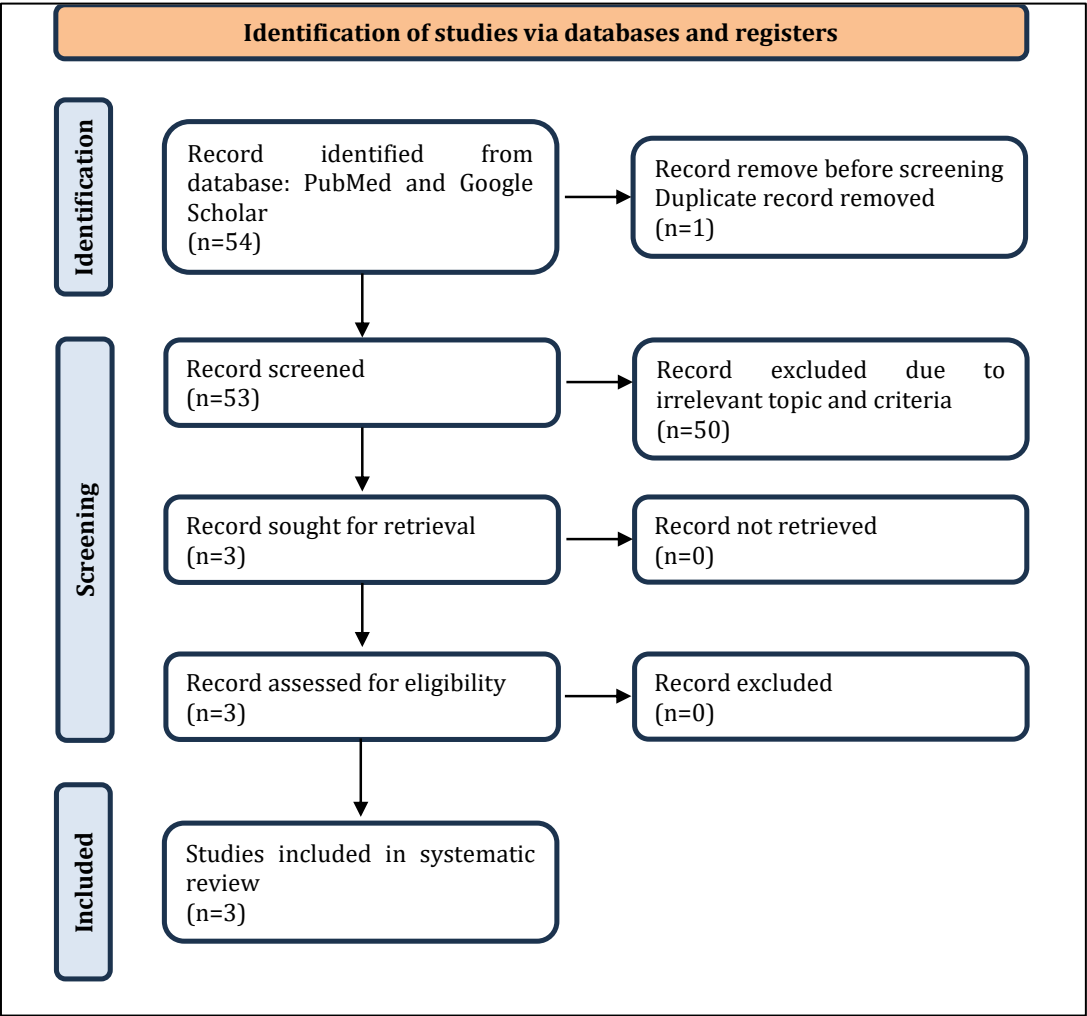 Identification of studies via databases and registers
Identification
Record identified from
database: PubMed and Google
Scholar
(n=54)
Record remove before screening
Duplicate record removed
(n=1)
Screening
Record screened
(n=53)
Record excluded due to
irrelevant topic and criteria
(n=50)
Record sought for retrieval
(n=3)
Record not retrieved
(n=0)
Record assessed for eligibility
(n=3)
Record excluded
(n=0)
Included
Studies included in systematic
review
(n=3)